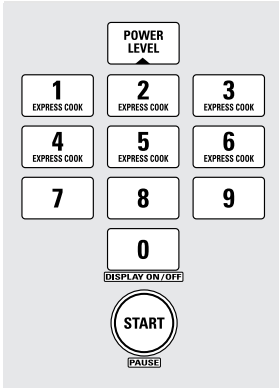 POWER
LEVEL
1 2 3
EXPRESS COOK EXPRESS COOK EXPRESS COOK
4 5 6
EXPRESS COOK EXPRESS COOK EXPRESS COOK
7 8 9
0
DISPLAY ON/OFF
START
PAUSE